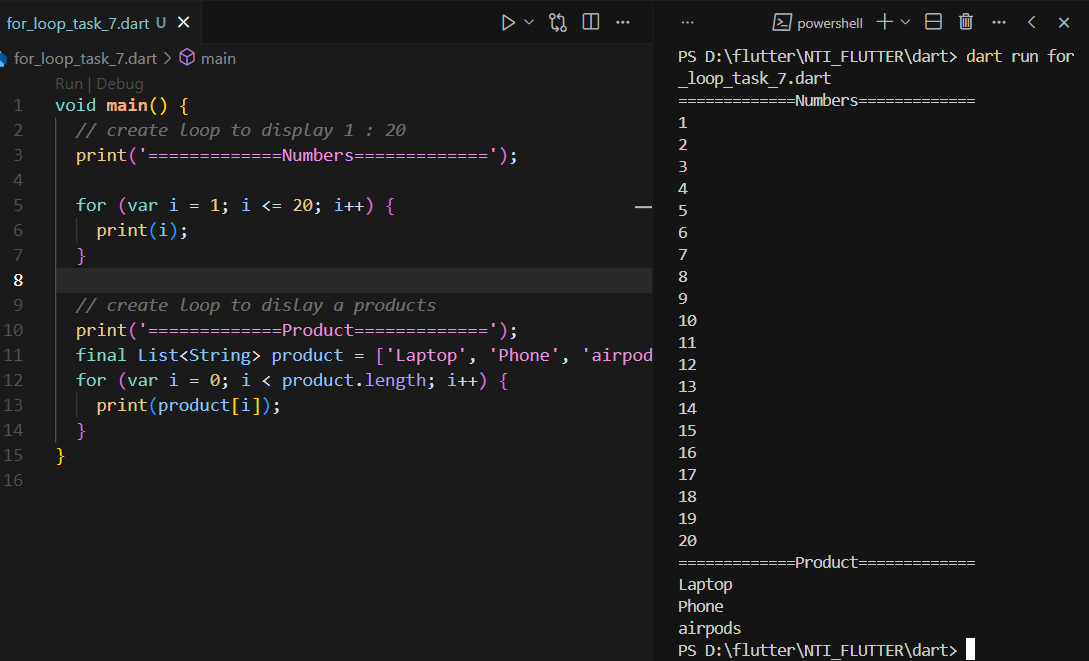 for_loop_task_7.dart U
for_loop_task_7.dart > main
Run | Debug
1 void main() {
2 // create loop to display 1 : 20
3 print('=============Numbers=============');
4
5 for (var i = 1; i <= 20; i++) {
6 print(i);
7 }
8
9 // create loop to dislay a products
10 print('=============Product=============');
11 final List<String> product = ['Laptop', 'Phone', 'airpod
12 for (var i = 0; i < product.length; i++) {
13 print(product[i]);
14 }
15 }
16
powershell
PS D:\flutter\NTI_FLUTTER\dart> dart run for
_loop_task_7.dart
=============Numbers=============
1
2
3
4
5
6
7
8
9
10
11
12
13
14
15
16
17
18
19
20
=============Product=============
Laptop
Phone
airpods
PS D:\flutter\NTI_FLUTTER\dart>